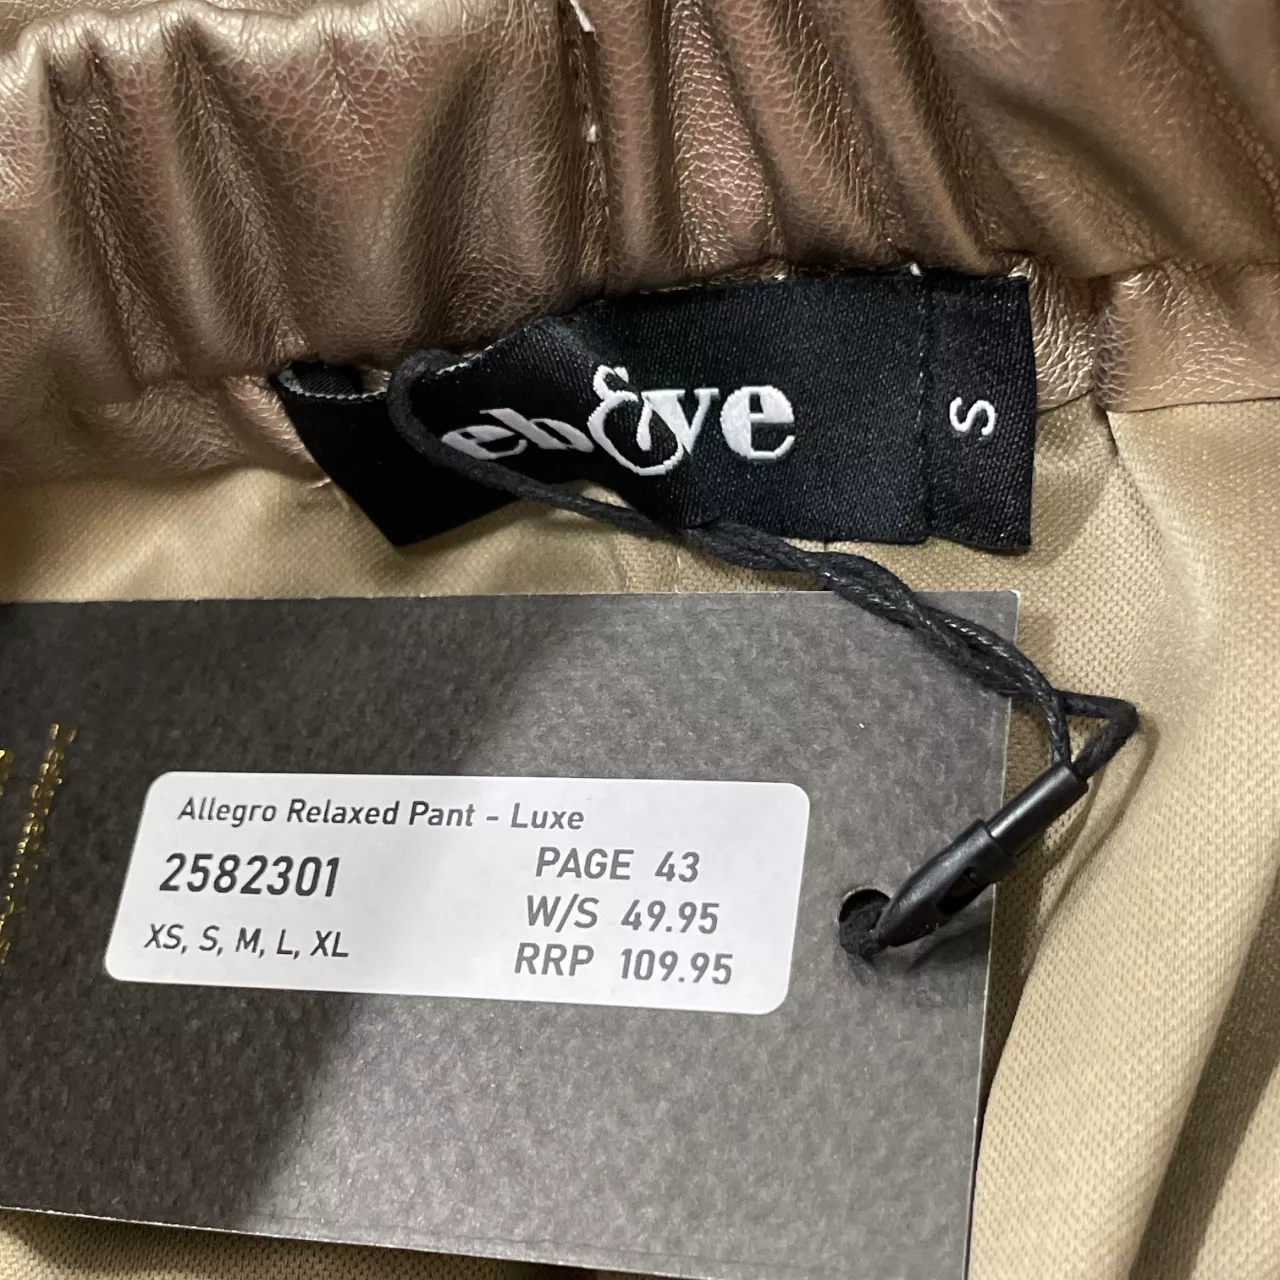 eb&ve
S
Allegro Relaxed Pant - Luxe
2582301
PAGE 43
W/S 49.95
XS, S, M, L, XL
RRP 109.95